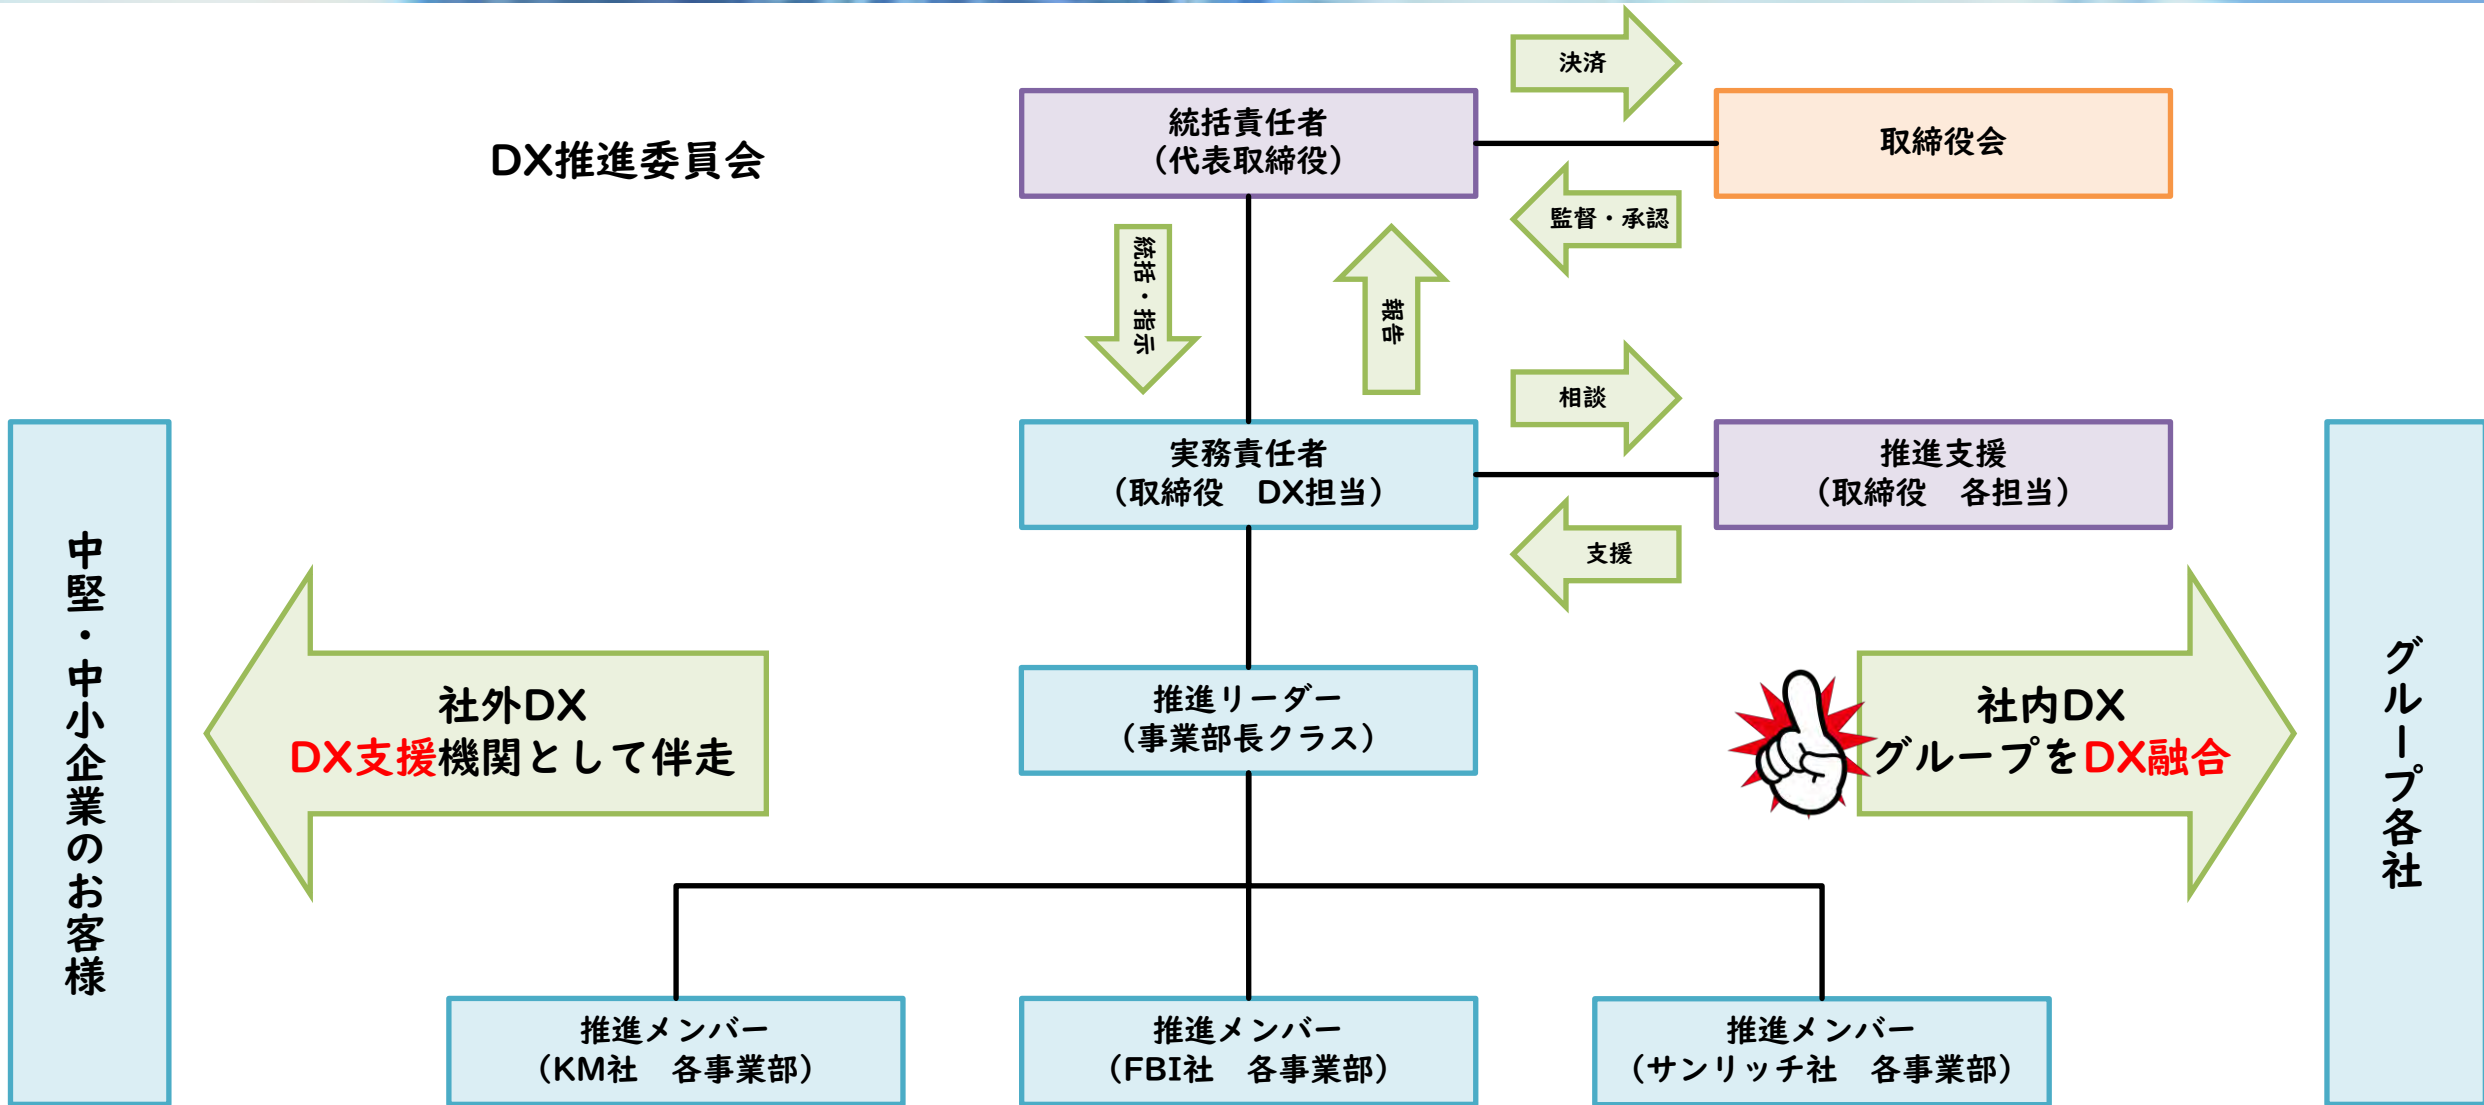 決済
統括責任者
（代表取締役）
取締役会
DX推進委員会
監督・承認
統括・指示
報告
相談
実務責任者
（取締役　DX担当）
推進支援
（取締役　各担当）
支援
中堅・中小企業のお客様
社外DX
DX支援機関として伴走
推進リーダー
（事業部長クラス）
社内DX
グループをDX融合
グループ各社
推進メンバー
（KM社　各事業部）
推進メンバー
（FBI社　各事業部）
推進メンバー
（サンリッチ社　各事業部）